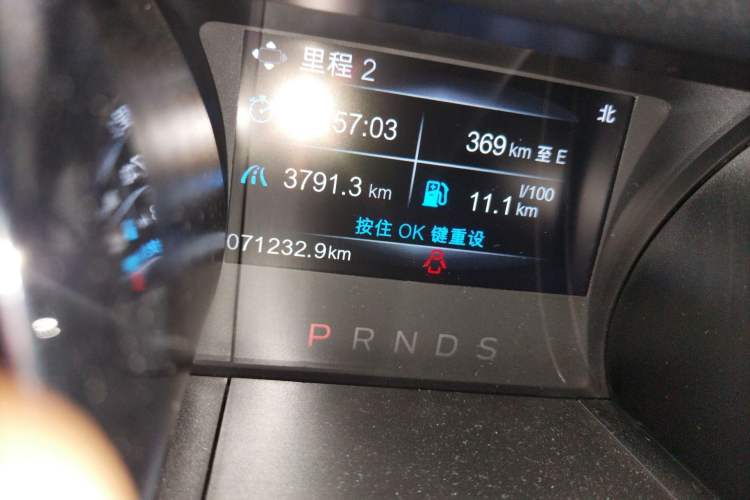 里程 2
北
57:03
369 km 至 E
3791.3 km
11.1 l/100 km
按住 OK 键重设
071232.9km
P R N D S